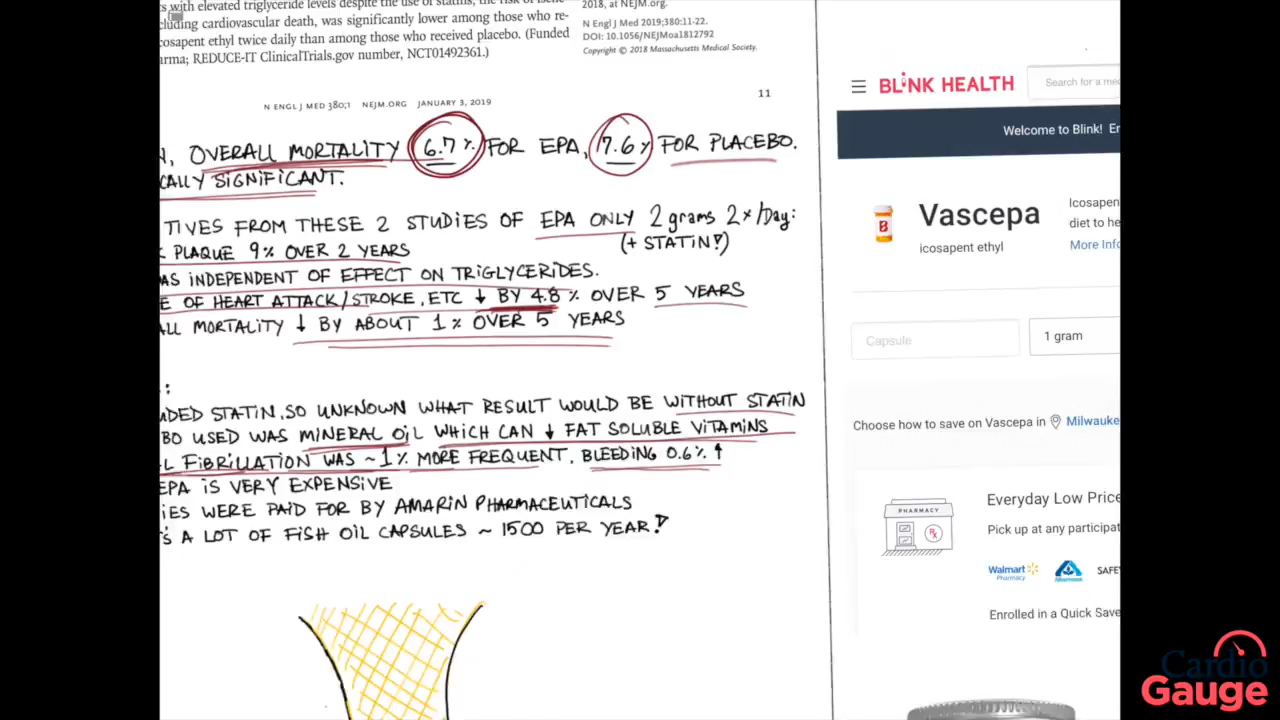 s with elevated triglyceride levels despite the use of statins, the risk of
cluding cardiovascular death, was significantly lower among those who re-
cosapent ethyl twice daily than among those who received placebo. (Funded
arma; REDUCE-IT ClinicalTrials.gov number, NCT01492361.)
2018, at NEJM.org.
N Engl J Med 2019;380:11-22.
DOI: 10.1056/NEJMoa1812792
Copyright © 2018 Massachusetts Medical Society.
N ENGL J MED 380;1 NEJM.ORG JANUARY 3, 2019
11
N, OVERALL MORTALITY 6.7% FOR EPA, 7.6% FOR PLACEBO.
CALLY SIGNIFICANT.
TIVES FROM THESE 2 STUDIES OF EPA ONLY 2 grams 2x/Day:
PLAQUE 9% OVER 2 YEARS
(+ STATIN?)
AS INDEPENDENT OF EFFECT ON TRIGLYCERIDES.
E OF HEART ATTACK/STROKE, ETC ↓ BY 4.8% OVER 5 YEARS
ALL MORTALITY ↓ BY ABOUT 1% OVER 5 YEARS
:
UDED STATIN, SO UNKNOWN WHAT RESULT WOULD BE WITHOUT STATIN
BO USED WAS MINERAL OIL WHICH CAN ↓ FAT SOLUBLE VITAMINS
L FIBRILLATION WAS ~1% MORE FREQUENT, BLEEDING 0.6% ↑
EPA IS VERY EXPENSIVE
IES WERE PAID FOR BY AMARIN PHARMACEUTICALS
'S A LOT OF FISH OIL CAPSULES ~ 1500 PER YEAR!
BLINK HEALTH
Search for a med
Welcome to Blink! En
Vascepa
icosapent ethyl
Icosapen
diet to he
More Info
Capsule
1 gram
Choose how to save on Vascepa in Milwauke
PHARMACY
Rx
Everyday Low Price
Pick up at any participat
Walmart
Pharmacy
Albertsons
SAFEW
Enrolled in a Quick Save
Cardio
Gauge